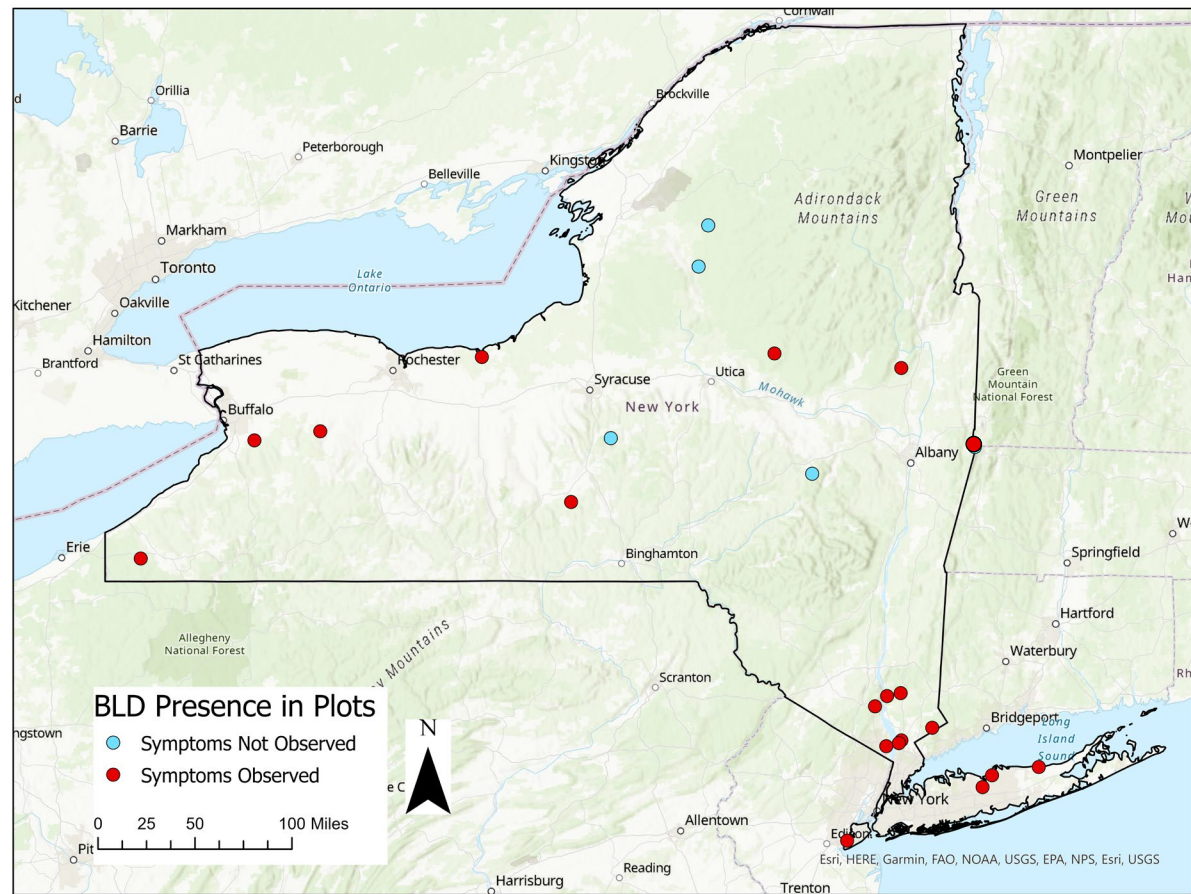 Cornwall
Orillia
Brockville
Barrie
Peterborough
Montpelier
Kingston
Belleville
Adirondack
Mountains
Green
Mountains
Markham
Toronto
Lake
Ontario
Kitchener
Oakville
Hamilton
Brantford
St Catharines
Rochester
Syracuse
Utica
Mohawk
Green
Mountain
National Forest
New York
Buffalo
Albany
Erie
Binghamton
Springfield
Hartford
Allegheny
National Forest
Mountains
Waterbury
Scranton
Bridgeport
Long
Island
Sound
BLD Presence in Plots
Symptoms Not Observed
Symptoms Observed
N
0 25 50 100 Miles
New York
Allentown
Edison
Reading
Harrisburg
Trenton
Esri, HERE, Garmin, FAO, NOAA, USGS, EPA, NPS, Esri, USGS